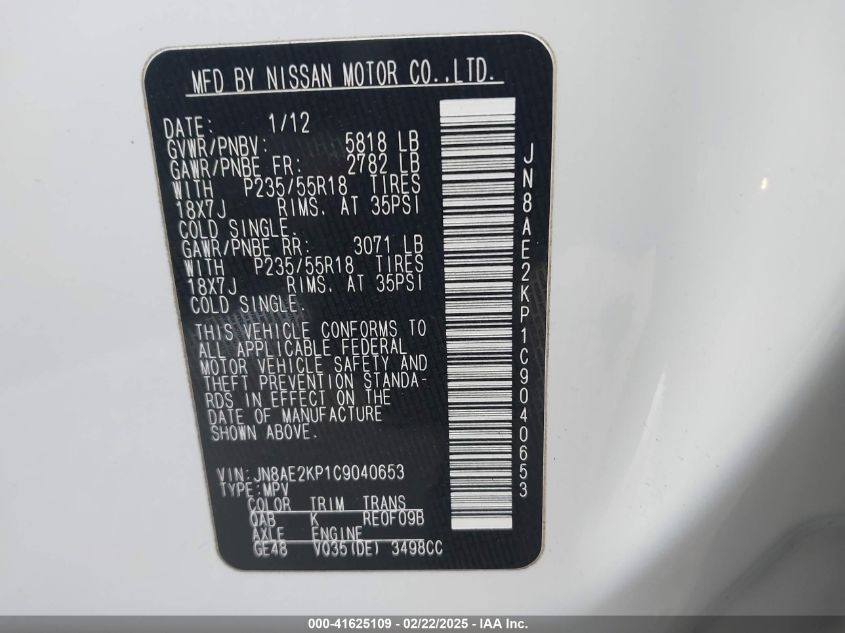 MFD BY NISSAN MOTOR CO.,LTD.
DATE: 1/12
GVWR/PNBV: 5818 LB
GAWR/PNBE FR: 2782 LB
WITH P235/55R18 TIRES
18X7J RIMS. AT 35PSI
COLD SINGLE.
GAWR/PNBE RR: 3071 LB
WITH P235/55R18 TIRES
18X7J RIMS. AT 35PSI
COLD SINGLE.
THIS VEHICLE CONFORMS TO
ALL APPLICABLE FEDERAL
MOTOR VEHICLE SAFETY AND
THEFT PREVENTION STANDA-
RDS IN EFFECT ON THE
DATE OF MANUFACTURE
SHOWN ABOVE.
VIN:JN8AE2KP1C9040653
TYPE:MPV
COLOR TRIM TRANS
QAB K RE0F09B
AXLE ENGINE
GE48 VQ35(DE) 3498CC
JN8AE2KP1C9040653
000-41625109 - 02/22/2025 - IAA Inc.